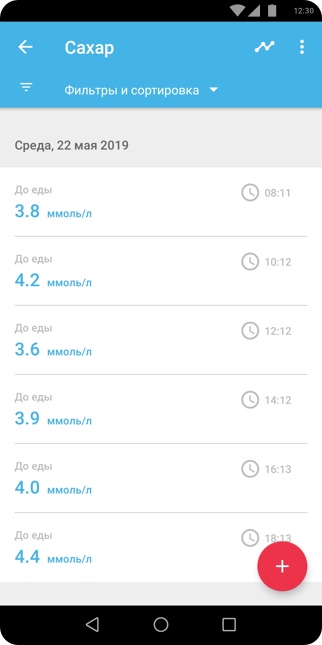 12:30
Сахар
Фильтры и сортировка
Среда, 22 мая 2019
До еды
08:11
3.8 ммоль/л
До еды
10:12
4.2 ммоль/л
До еды
12:12
3.6 ммоль/л
До еды
14:12
3.9 ммоль/л
До еды
16:13
4.0 ммоль/л
До еды
18:13
4.4 ммоль/л